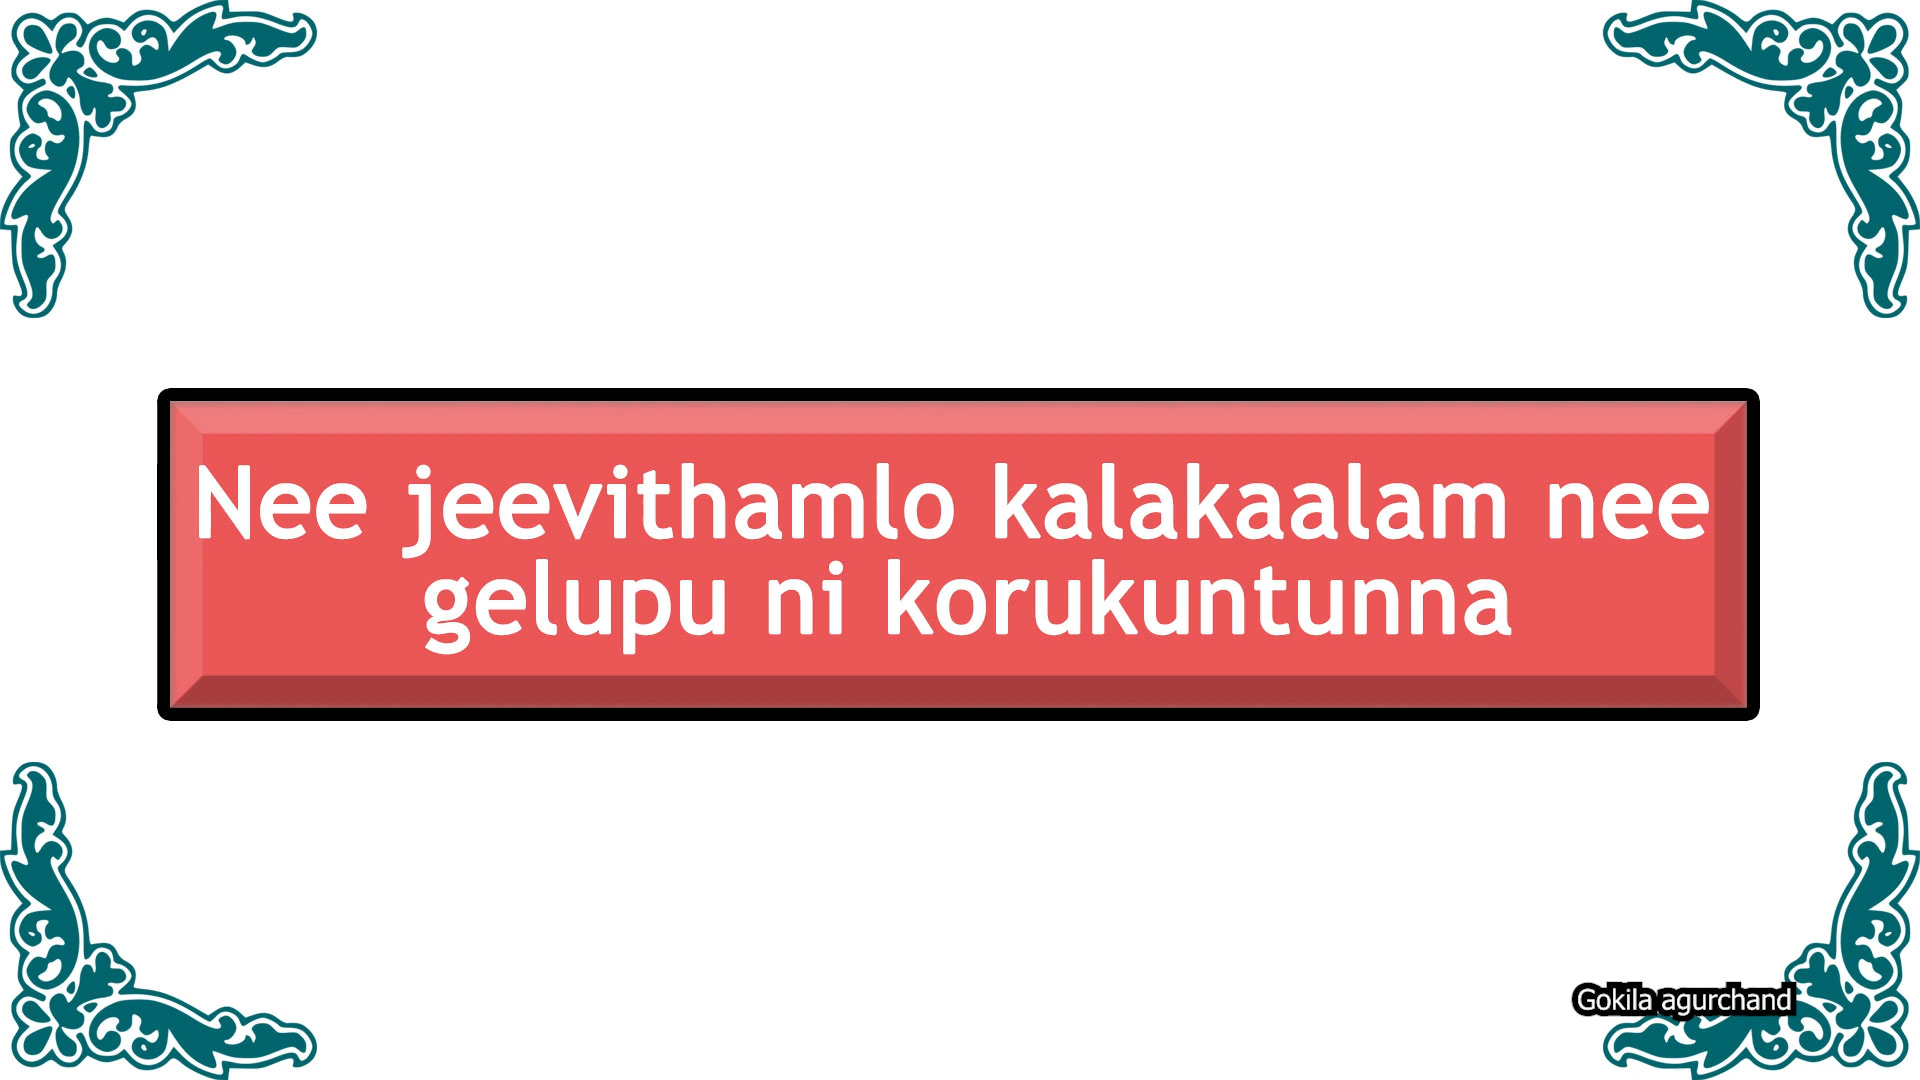 Nee jeevithamlo kalakaalam nee
gelupu ni korukuntunna
Gokila agurchand